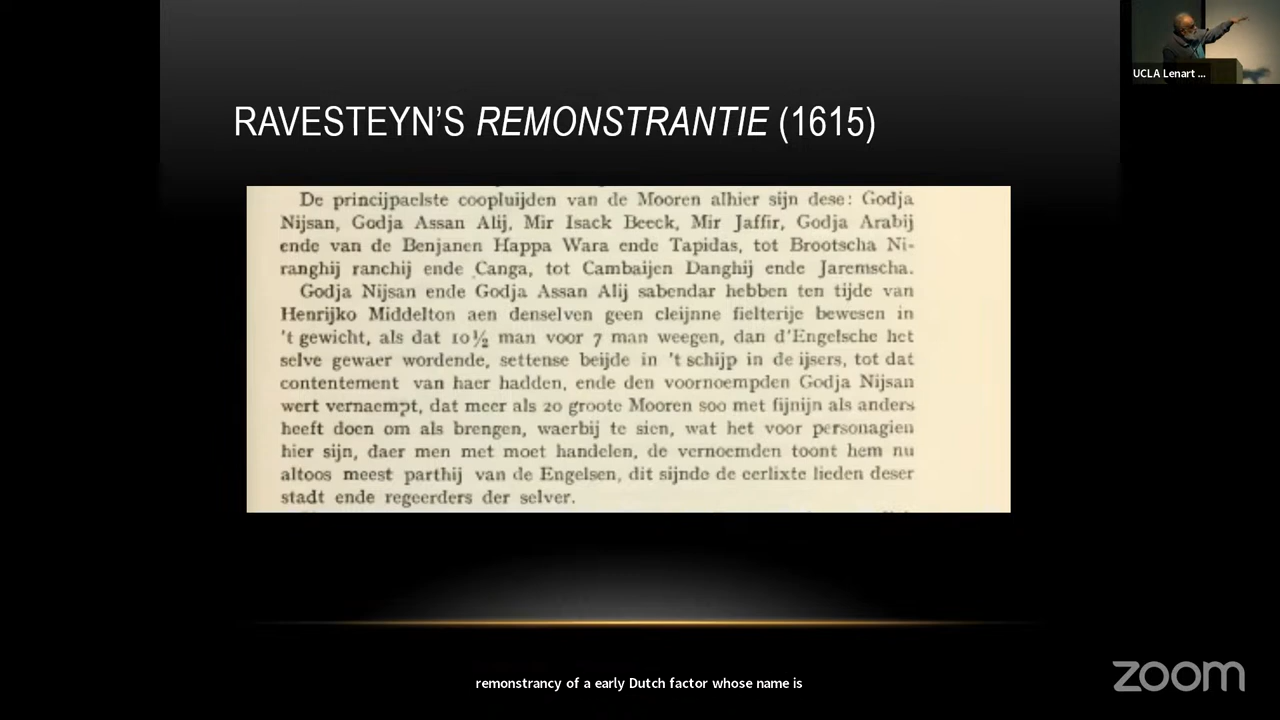 UCLA Lenart ...
RAVESTEYN'S REMONSTRANTIE (1615)
De princijpaelste coopluijden van de Mooren alhier sijn dese: Godja
Nijsan, Godja Assan Alij, Mir Isack Beeck, Mir Jaffir, Godja Arabij
ende van de Benjanen Happa Wara ende Tapidas, tot Brootscha Ni-
ranghij ranchij ende Canga, tot Cambaijen Danghij ende Jaremscha.
Godja Nijsan ende Godja Assan Alij sabendar hebben ten tijde van
Henrijko Middelton aen denselven geen cleijnne fielterije bewesen in
't gewicht, als dat 10½ man voor 7 man weegen, dan d'Engelsche het
selve gewaer wordende, settense beijde in 't schijp in de ijsers, tot dat
contentement van haer hadden, ende den voornoempden Godja Nijsan
wert vernaempt, dat meer als 20 groote Mooren soo met fijnijn als anders
heeft doen om als brengen, waerbij te sien, wat het voor personagien
hier sijn, daer men met moet handelen, de vernoemden toont hem nu
altoos meest parthij van de Engelsen, dit sijnde de eerlixte lieden deser
stadt ende regeerders der selver.
remonstrancy of a early Dutch factor whose name is
zoom